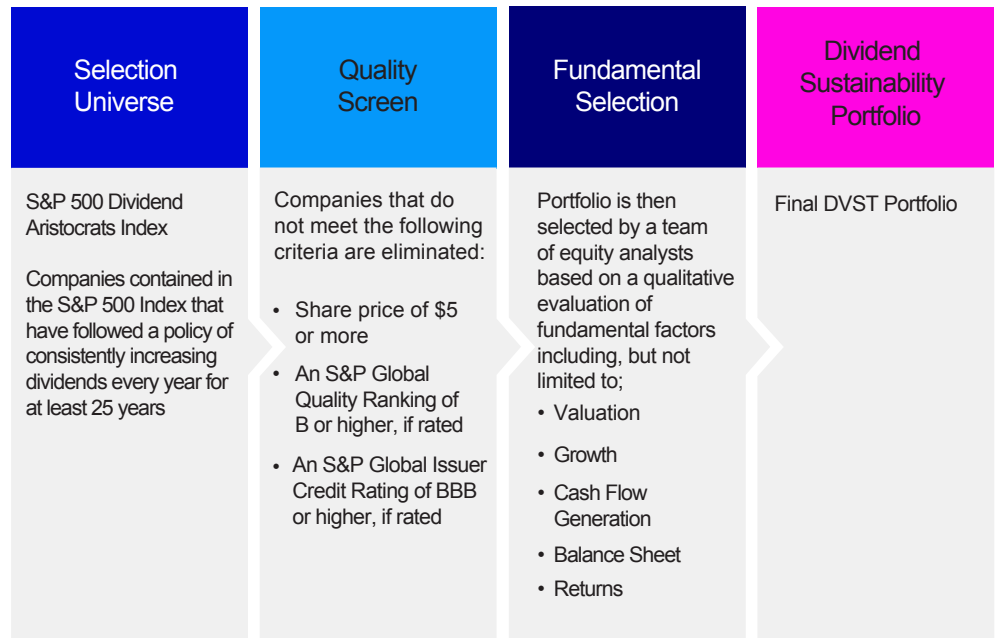 Selection
Universe
Quality
Screen
Fundamental
Selection
Dividend
Sustainability
Portfolio
S&P 500 Dividend
Aristocrats Index
Companies contained in
the S&P 500 Index that
have followed a policy of
consistently increasing
dividends every year for
at least 25 years
Companies that do
not meet the following
criteria are eliminated:
• Share price of $5
or more
• An S&P Global
Quality Ranking of
B or higher, if rated
• An S&P Global Issuer
Credit Rating of BBB
or higher, if rated
Portfolio is then
selected by a team
of equity analysts
based on a qualitative
evaluation of
fundamental factors
including, but not
limited to;
• Valuation
• Growth
• Cash Flow
Generation
• Balance Sheet
• Returns
Final DVST Portfolio